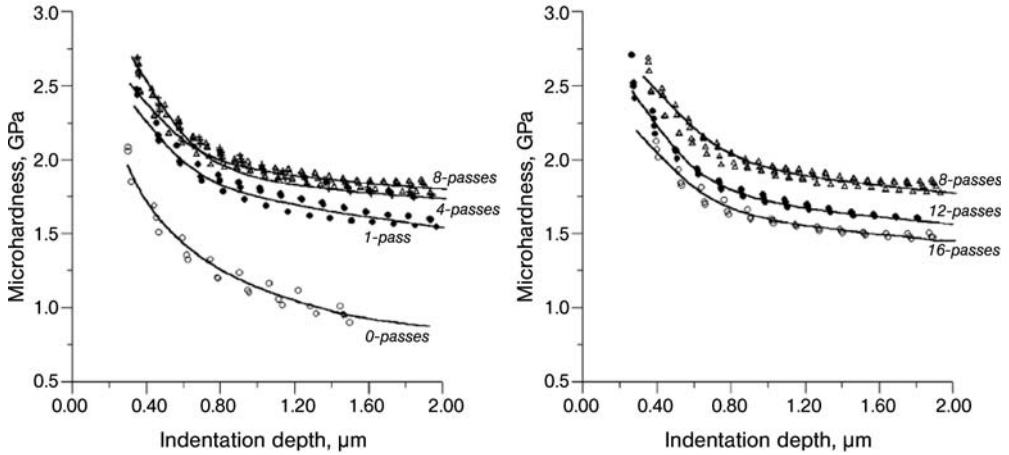 3.0
2.5
2.0
1.5
1.0
0.5
Microhardness, GPa
8-passes
4-passes
1-pass
0-passes
0.00 0.40 0.80 1.20 1.60 2.00
Indentation depth, μm
3.0
2.5
2.0
1.5
1.0
0.5
Microhardness, GPa
8-passes
12-passes
16-passes
0.00 0.40 0.80 1.20 1.60 2.00
Indentation depth, μm